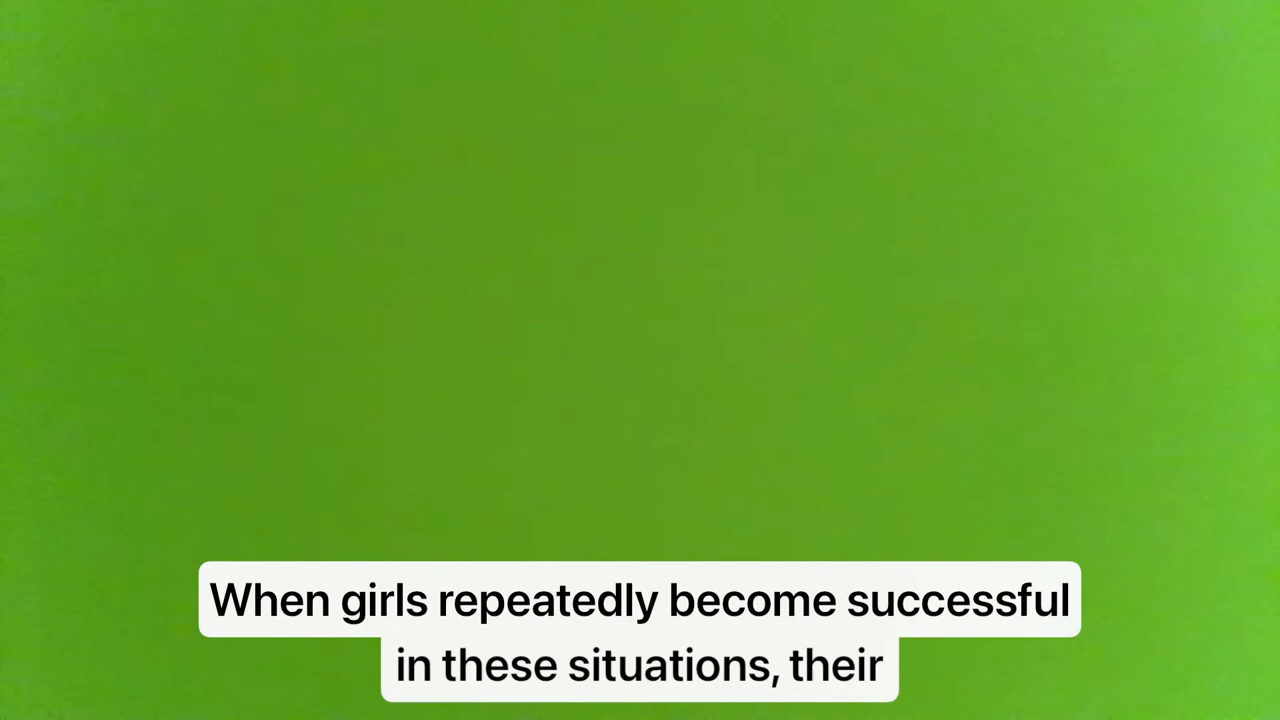 When girls repeatedly become successful
in these situations, their